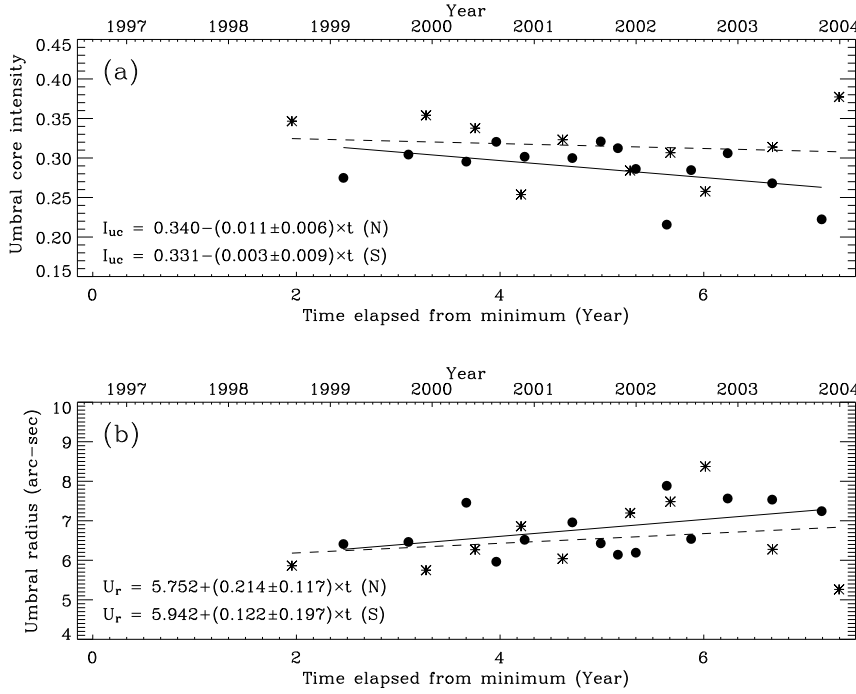 Year
1997 1998 1999 2000 2001 2002 2003 2004
0.45
(a)
0.40
0.35
0.30
0.25
0.20
0.15
Umbral core intensity
Iuc = 0.340−(0.011±0.006)×t (N)
Iuc = 0.331−(0.003±0.009)×t (S)
0 2 4 6
Time elapsed from minimum (Year)
Year
1997 1998 1999 2000 2001 2002 2003 2004
10
(b)
9
8
7
6
5
4
Umbral radius (arc−sec)
Ur = 5.752+(0.214±0.117)×t (N)
Ur = 5.942+(0.122±0.197)×t (S)
0 2 4 6
Time elapsed from minimum (Year)